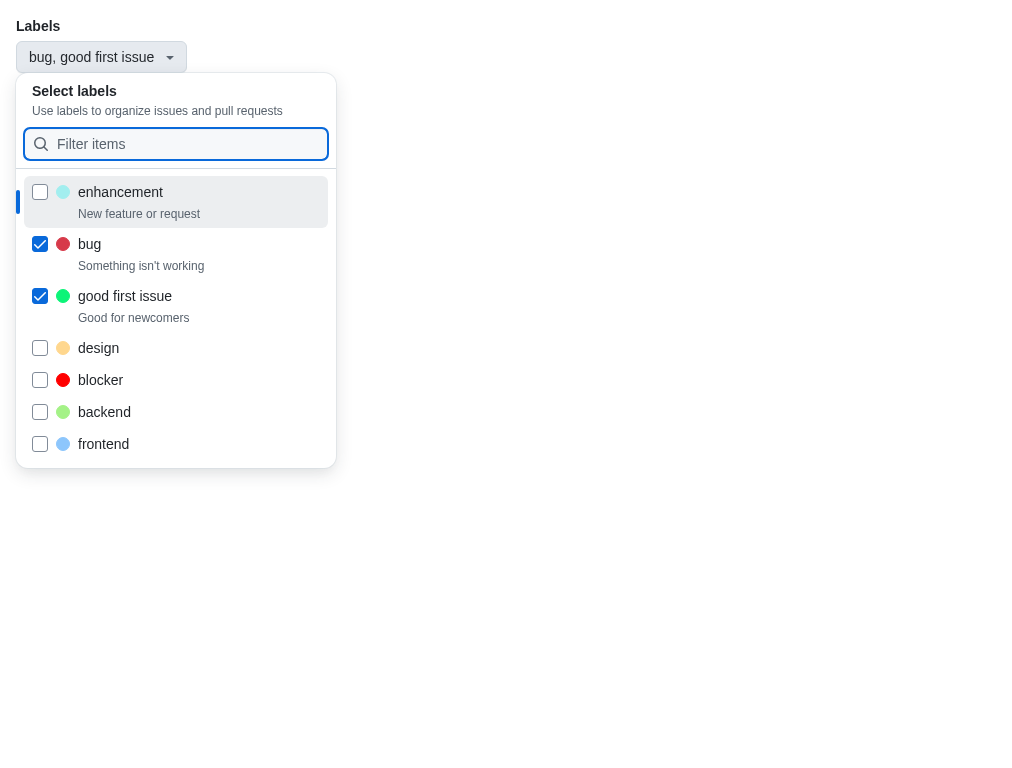 Labels
bug, good first issue
Select labels
Use labels to organize issues and pull requests
Filter items
enhancement
New feature or request
bug
Something isn't working
good first issue
Good for newcomers
design
blocker
backend
frontend